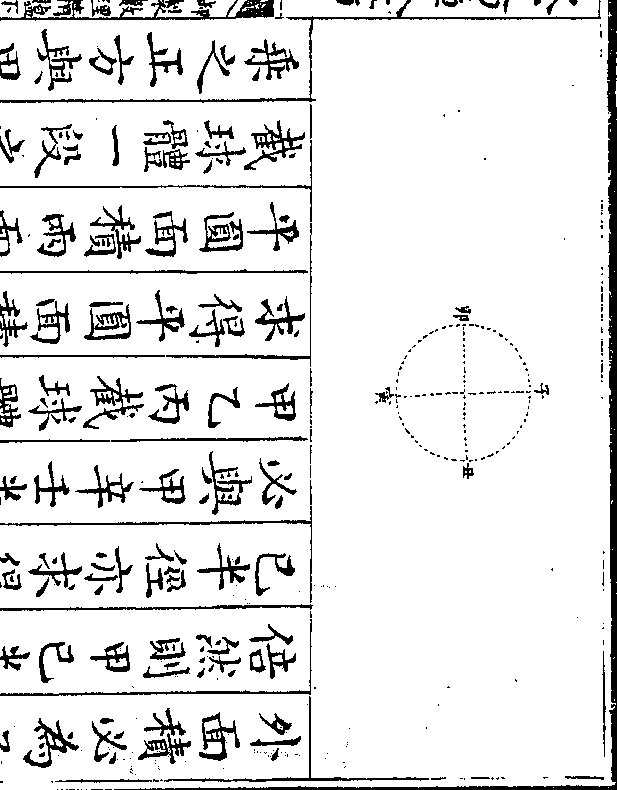 外面積必為
倍然則甲己半
己半徑亦求得
必與甲辛壬半
甲乙丙截球體
求得平圓面積
平圓面積兩面
截球體一段之
乘之正方與甲
子
丑
寅
卯